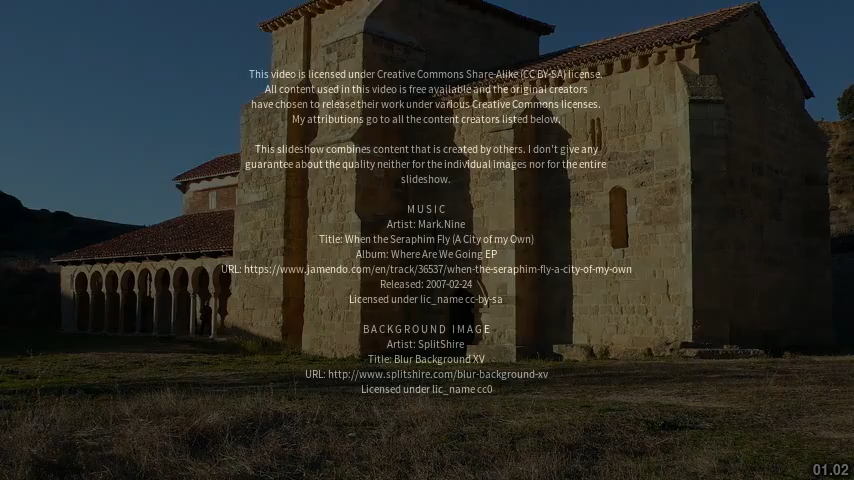 This video is licensed under Creative Commons Share-Alike (CC BY-SA) license.
All content used in this video is free available and the original creators
have chosen to release their work under various Creative Commons licenses.
My attributions go to all the content creators listed below.
This slideshow combines content that is created by others. I don't give any
guarantee about the quality neither for the individual images nor for the entire
slideshow.
MUSIC
Artist: Mark.Nine
Title: When the Seraphim Fly (A City of my Own)
Album: Where Are We Going EP
URL: https://www.jamendo.com/en/track/36537/when-the-seraphim-fly-a-city-of-my-own
Released: 2007-02-24
Licensed under lic_name cc-by-sa
BACKGROUND IMAGE
Artist: SplitShire
Title: Blur Background XV
URL: http://www.splitshire.com/blur-background-xv
Licensed under lic_name cc0
01.02